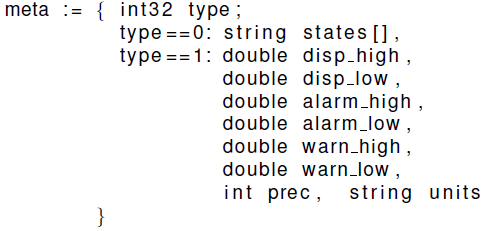 meta := { int32 type;
type==0: string states[],
type==1: double disp_high,
double disp_low,
double alarm_high,
double alarm_low,
double warn_high,
double warn_low,
int prec, string units
}